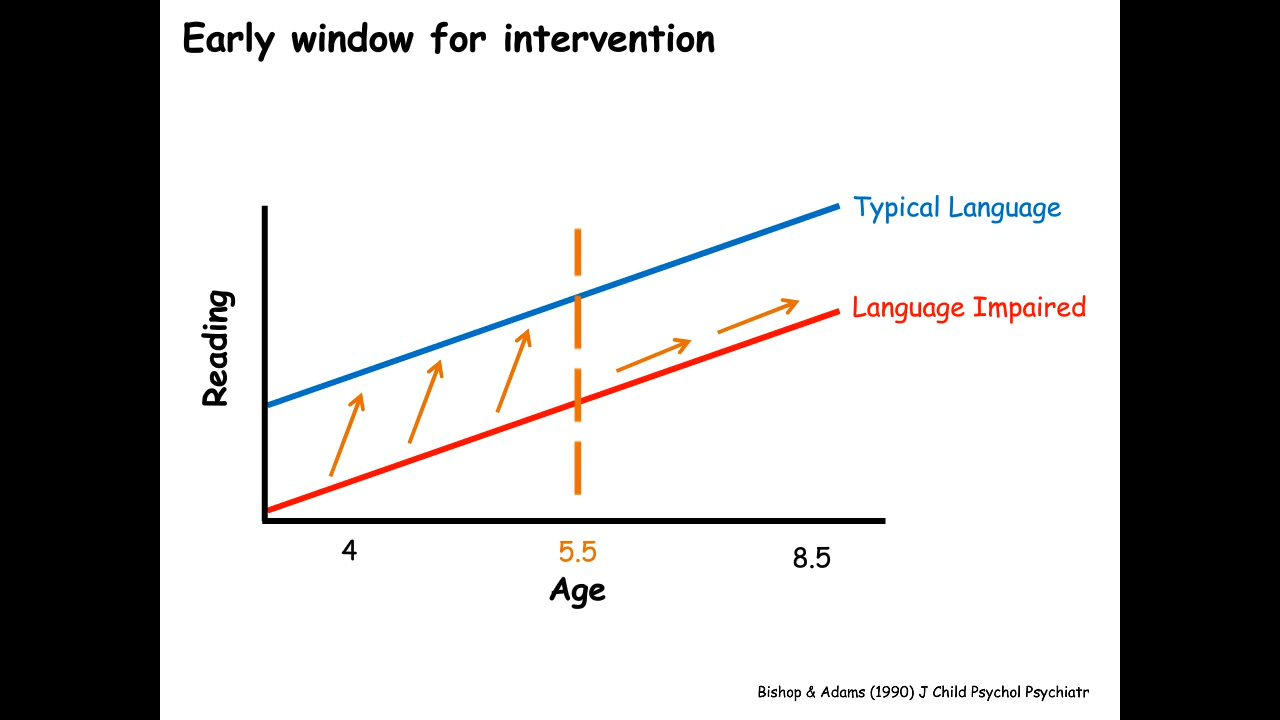 Early window for intervention
Typical Language
Language Impaired
Reading
4
5.5
8.5
Age
Bishop & Adams (1990) J Child Psychol Psychiatr